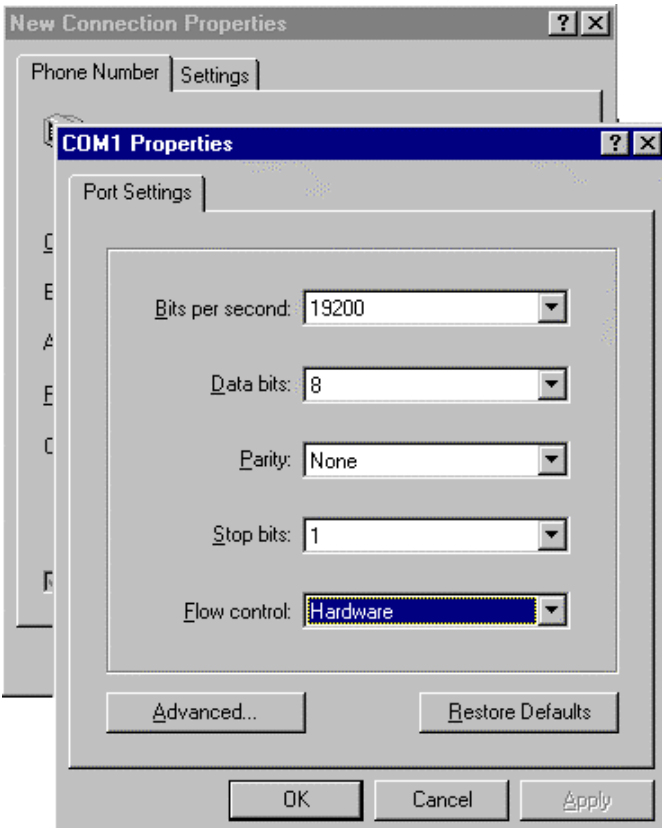 New Connection Properties
Phone Number Settings
COM1 Properties
Port Settings
Bits per second: 19200
Data bits: 8
Parity: None
Stop bits: 1
Flow control: Hardware
Advanced... Restore Defaults
OK Cancel Apply